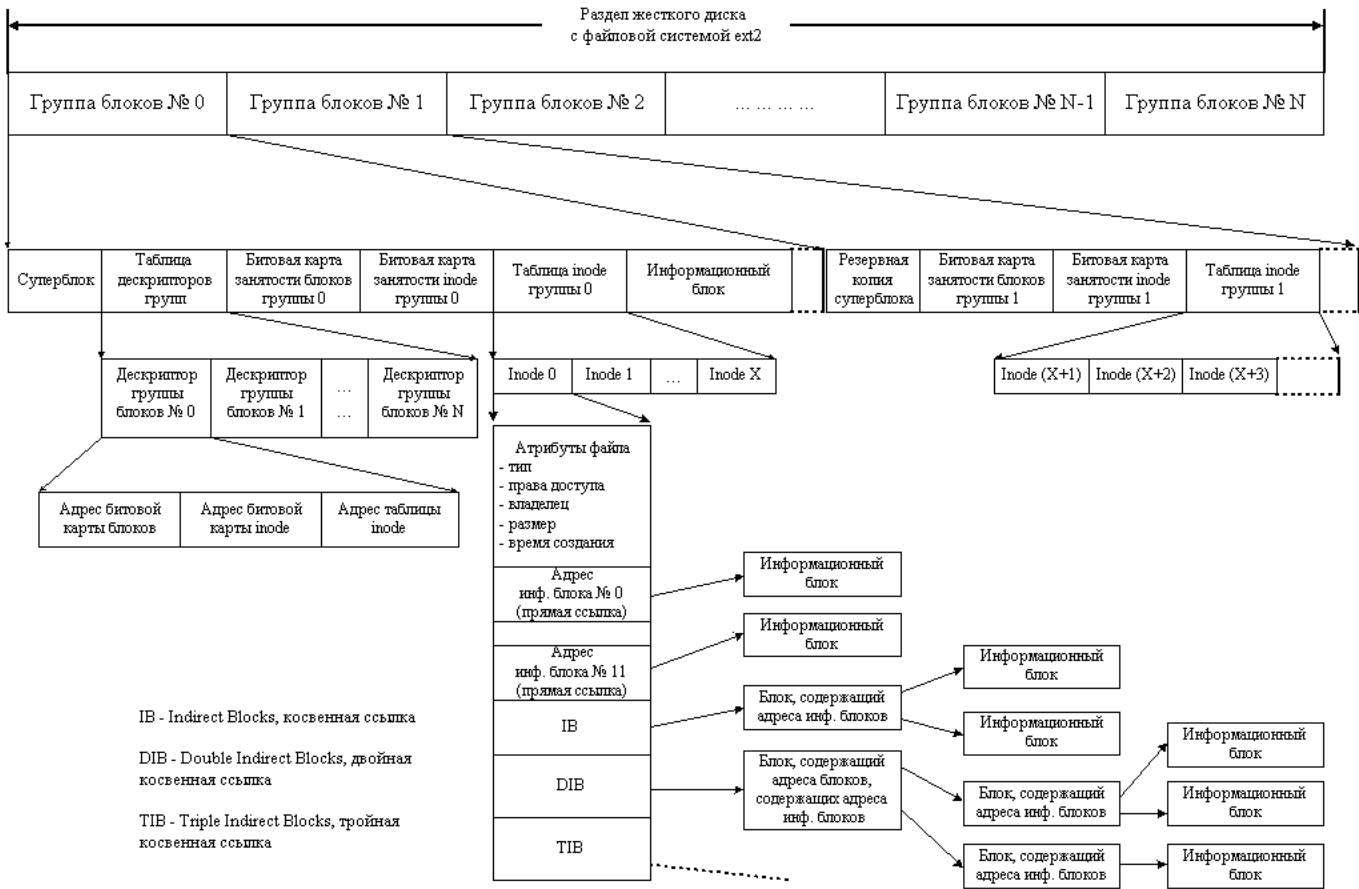 Раздел жесткого диска
с файловой системой ext2
Группа блоков № 0
Группа блоков № 1
Группа блоков № 2
... ... ... ...
Группа блоков № N-1
Группа блоков № N
Суперблок
Таблица
дескрипторов
групп
Битовая карта
занятости блоков
группы 0
Битовая карта
занятости inode
группы 0
Таблица inode
группы 0
Информационный
блок
Резервная
копия
суперблока
Битовая карта
занятости блоков
группы 1
Битовая карта
занятости inode
группы 1
Таблица inode
группы 1
Дескриптор
группы
блоков № 0
Дескриптор
группы
блоков № 1
...
...
Дескриптор
группы
блоков № N
Inode 0
Inode 1
...
Inode X
Inode (X+1)
Inode (X+2)
Inode (X+3)
Адрес битовой
карты блоков
Адрес битовой
карты inode
Адрес таблицы
inode
Атрибуты файла
- тип
- права доступа
- владелец
- размер
- время создания
Адрес
инф. блока № 0
(прямая ссылка)
Адрес
инф. блока № 11
(прямая ссылка)
IB
DIB
TIB
Информационный
блок
Информационный
блок
Блок, содержащий
адреса инф. блоков
Информационный
блок
Информационный
блок
Блок, содержащий
адреса блоков,
содержащих адреса
инф. блоков
Блок, содержащий
адреса инф. блоков
Информационный
блок
Информационный
блок
Блок, содержащий
адреса инф. блоков
Информационный
блок
IB - Indirect Blocks, косвенная ссылка
DIB - Double Indirect Blocks, двойная
косвенная ссылка
TIB - Triple Indirect Blocks, тройная
косвенная ссылка